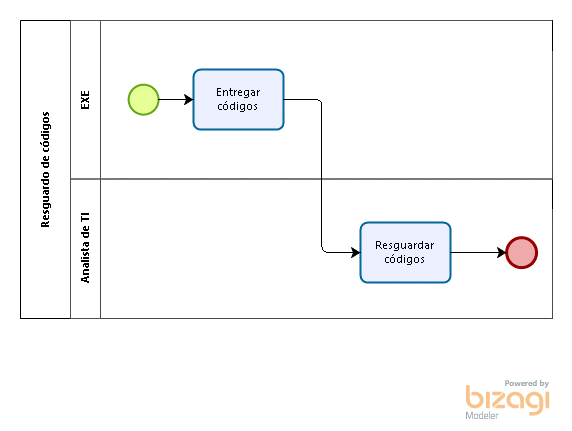 Resguardo de códigos
EXE
Entregar
códigos
Analista de TI
Resguardar
códigos
Powered by
bizagi
Modeler